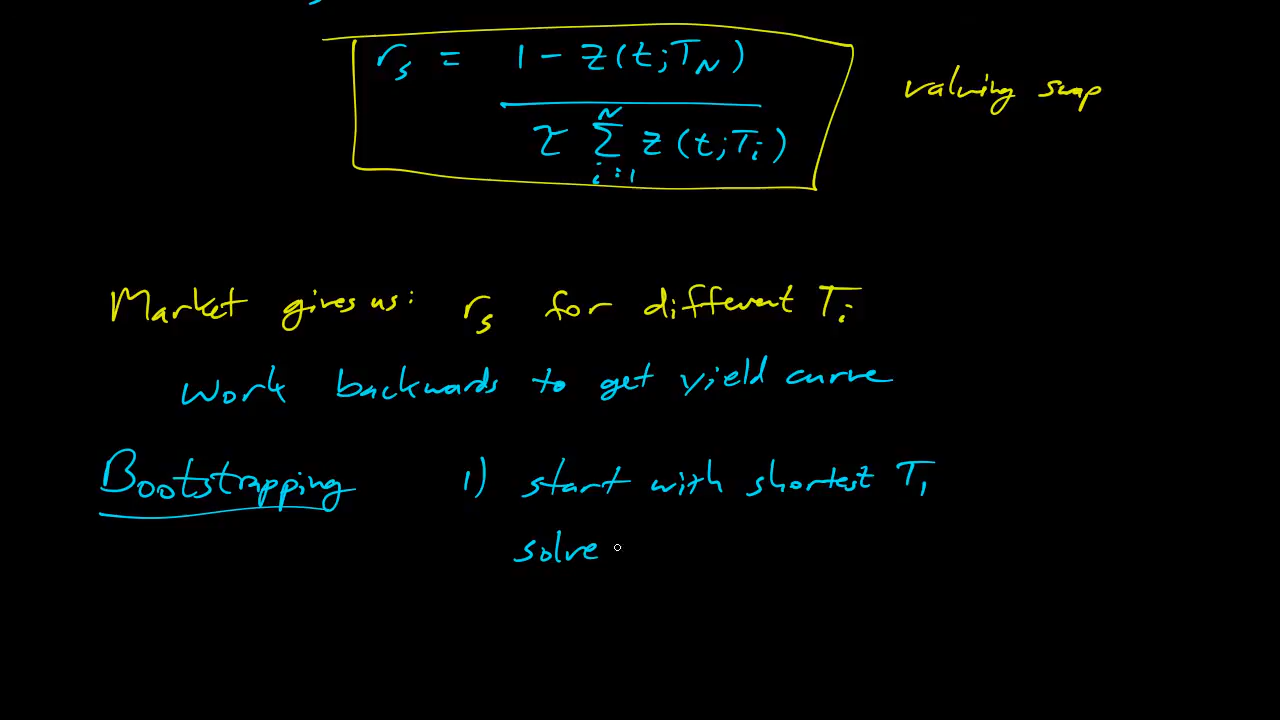 r_s = 1 - Z(t;T_N)
τ Σ_{i=1}^{N} Z(t;T_i)
valuing swap
Market gives us: r_s for different T_i
Work backwards to get yield curve
Bootstrapping 1) start with shortest T_1
solve